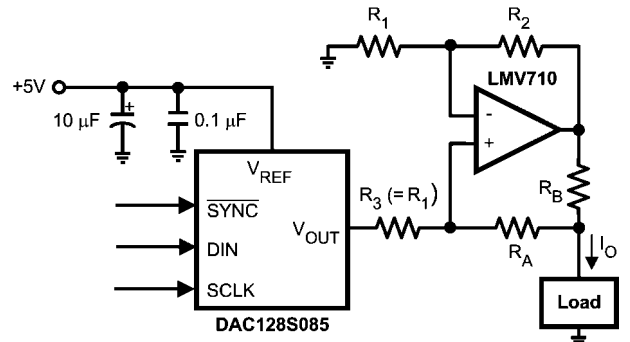 R1
R2
LMV710
+5V
10 µF
+
0.1 µF
-
+
VREF
RB
SYNC
R3 (= R1)
VOUT
RA
IO
DIN
SCLK
Load
DAC128S085